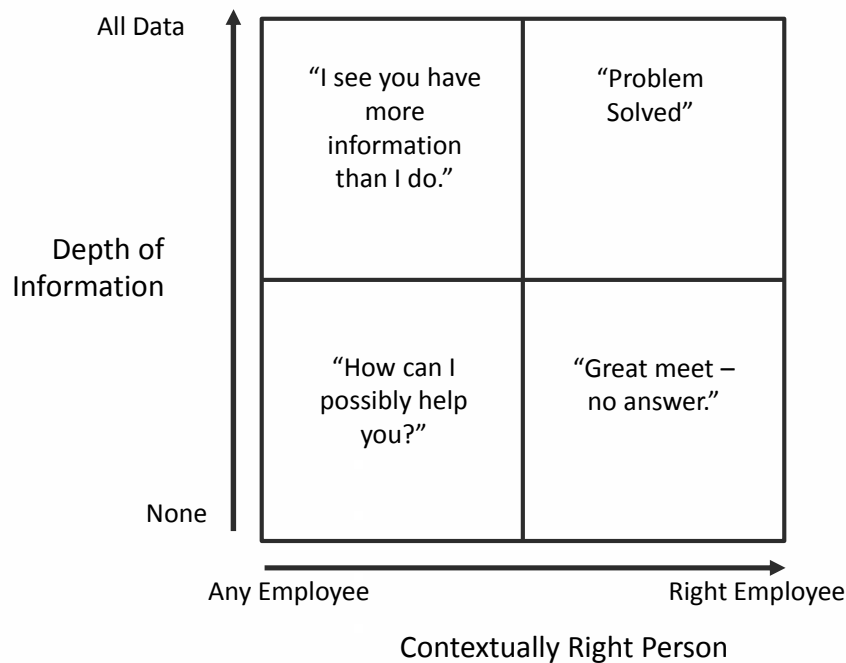 All Data
“I see you have
more
information
than I do.”
“Problem
Solved”
Depth of
Information
“How can I
possibly help
you?”
“Great meet –
no answer.”
None
Any Employee
Right Employee
Contextually Right Person